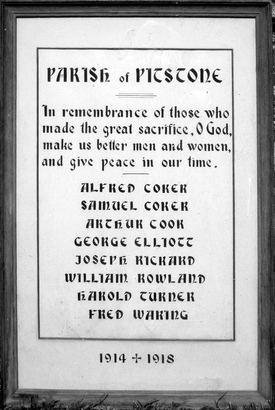 PARISH of PITSTONE
In remembrance of those who
made the great sacrifice, O God,
make us better men and women,
and give peace in our time.
ALFRED COKER
SAMUEL COKER
ARTHUR COOK
GEORGE ELLIOTT
JOSEPH RICKARD
WILLIAM ROWLAND
HAROLD TURNER
FRED WARING
1914 ✢ 1918